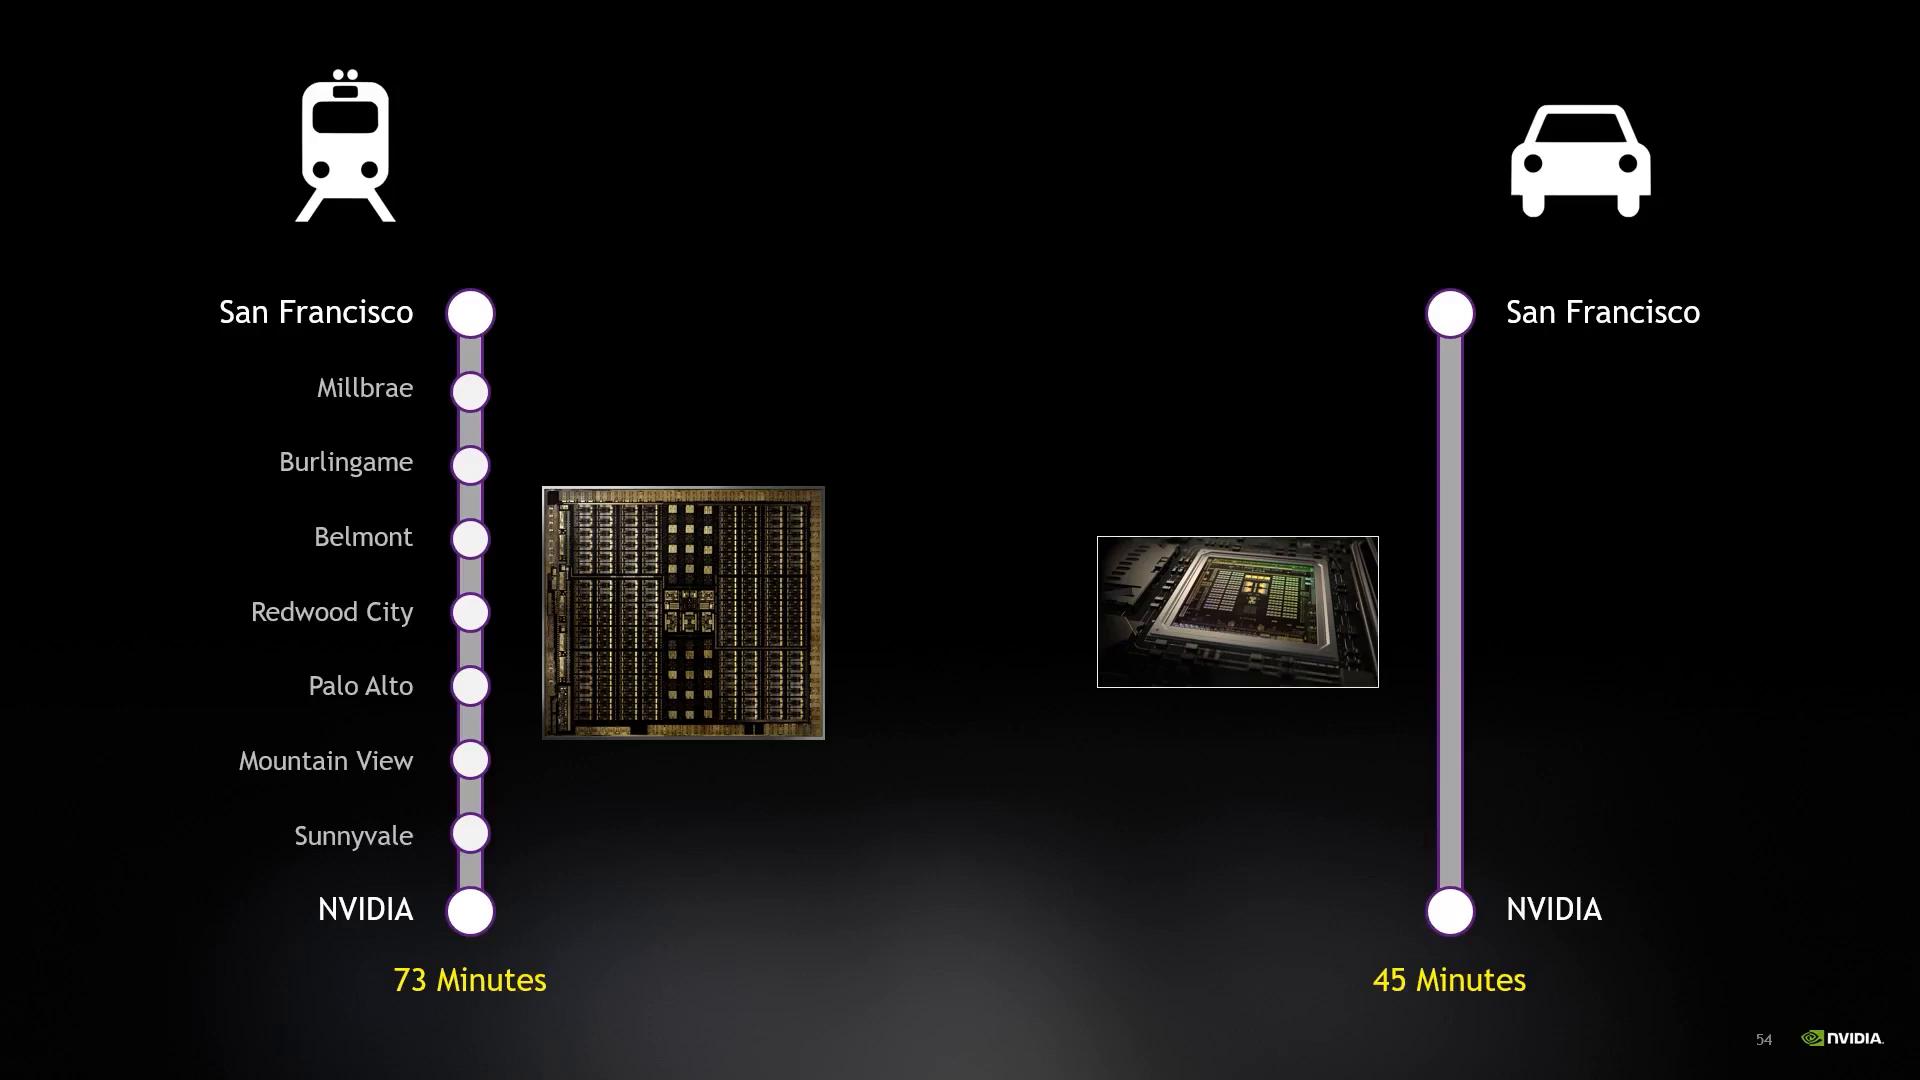 San Francisco
Millbrae
Burlingame
Belmont
Redwood City
Palo Alto
Mountain View
Sunnyvale
NVIDIA
73 Minutes
San Francisco
NVIDIA
45 Minutes
54
NVIDIA.